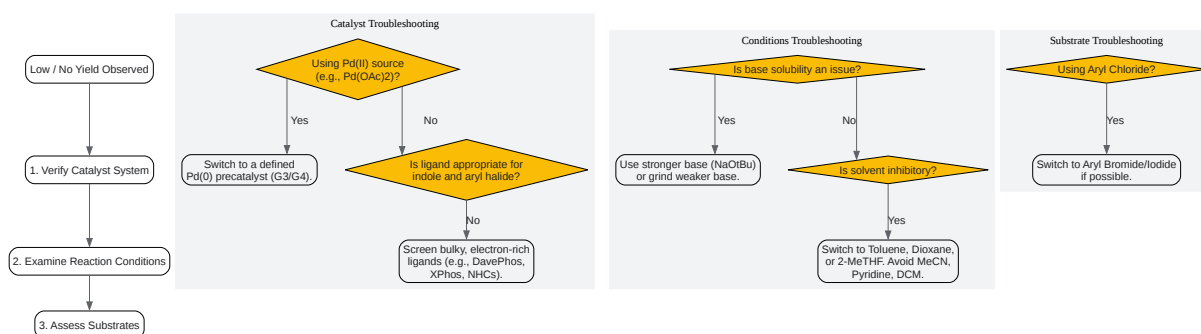 Low / No Yield Observed
1. Verify Catalyst System
2. Examine Reaction Conditions
3. Assess Substrates
Catalyst Troubleshooting
Using Pd(II) source
(e.g., Pd(OAc)2)?
Yes
No
Switch to a defined
Pd(0) precatalyst (G3/G4).
Is ligand appropriate for
indole and aryl halide?
No
Screen bulky, electron-rich
ligands (e.g., DavePhos,
XPhos, NHCs).
Conditions Troubleshooting
Is base solubility an issue?
Yes
No
Use stronger base (NaOtBu)
or grind weaker base.
Is solvent inhibitory?
Yes
Switch to Toluene, Dioxane,
or 2-MeTHF. Avoid MeCN,
Pyridine, DCM.
Substrate Troubleshooting
Using Aryl Chloride?
Yes
Switch to Aryl Bromide/Iodide
if possible.